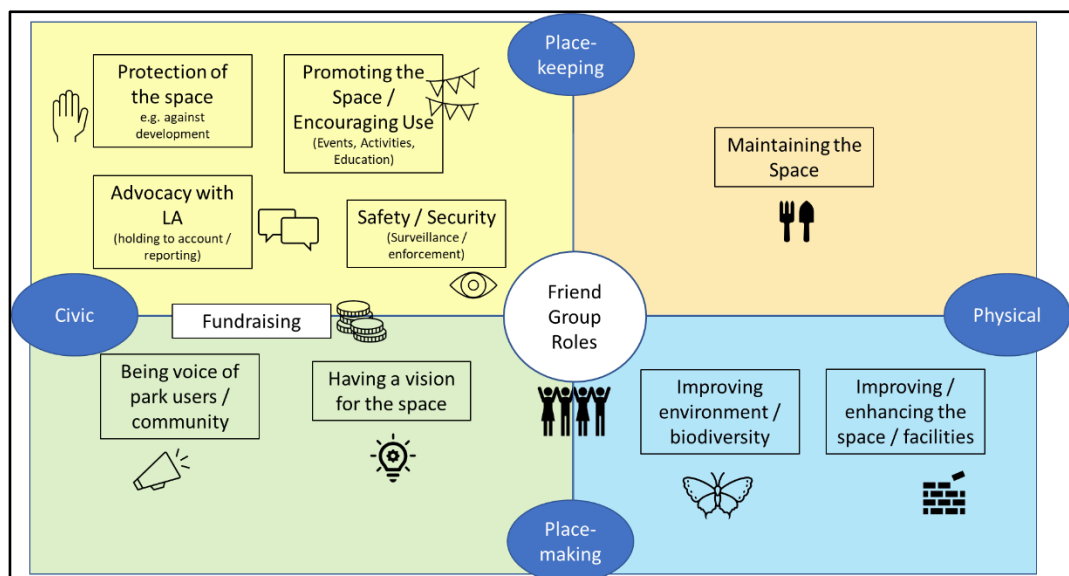 Place-
keeping
Protection of
the space
e.g. against
development
Promoting the
Space /
Encouraging Use
(Events, Activities,
Education)
Maintaining the
Space
Advocacy with
LA
(holding to account /
reporting)
Safety / Security
(Surveillance /
enforcement)
Civic
Fundraising
Friend
Group
Roles
Physical
Being voice of
park users /
community
Having a vision
for the space
Improving
environment /
biodiversity
Improving /
enhancing the
space / facilities
Place-
making